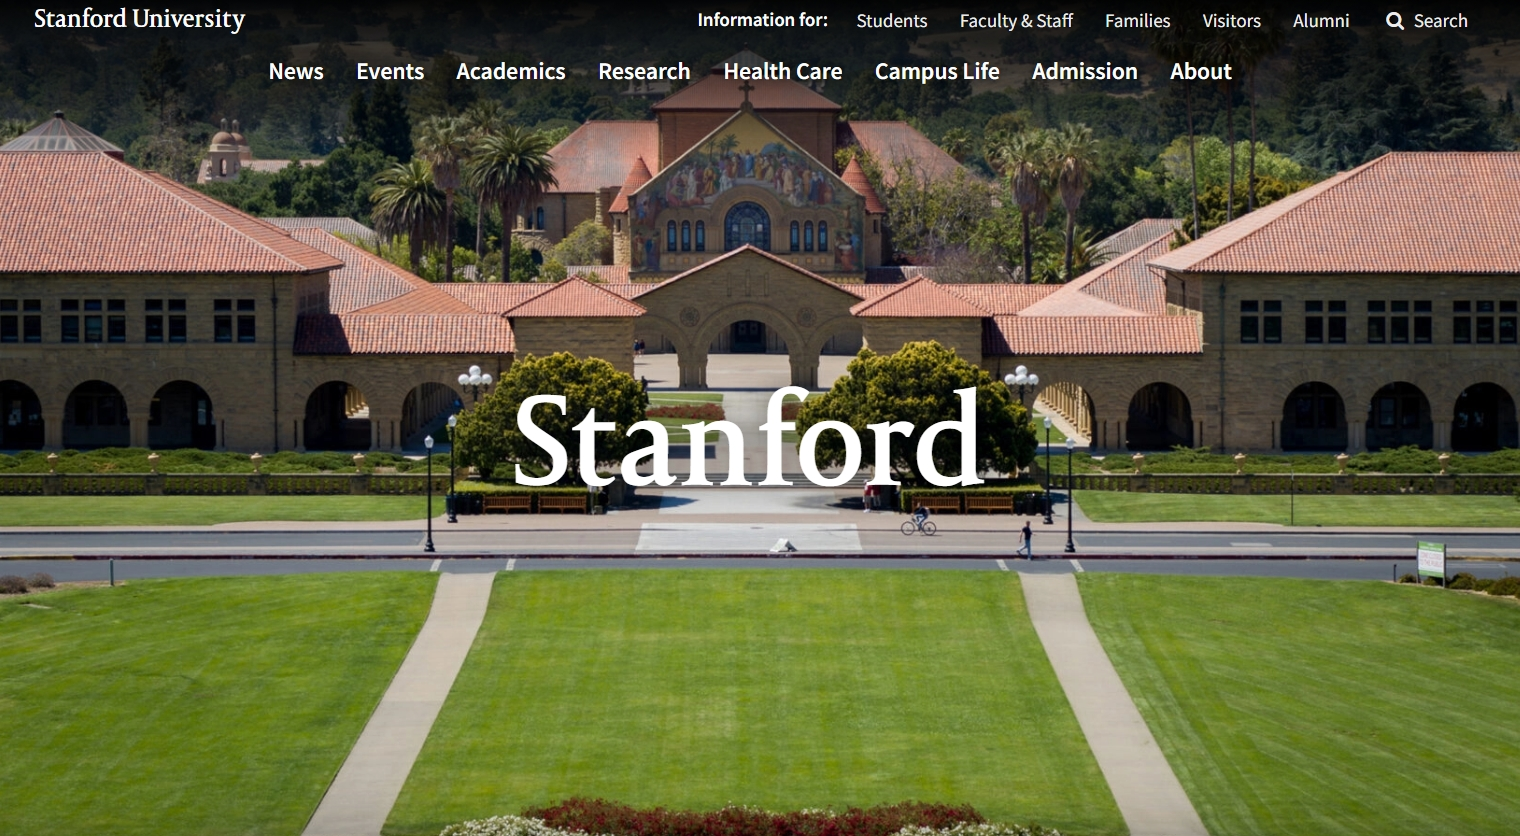 Stanford University
Information for: Students Faculty & Staff Families Visitors Alumni Search
News Events Academics Research Health Care Campus Life Admission About
Stanford